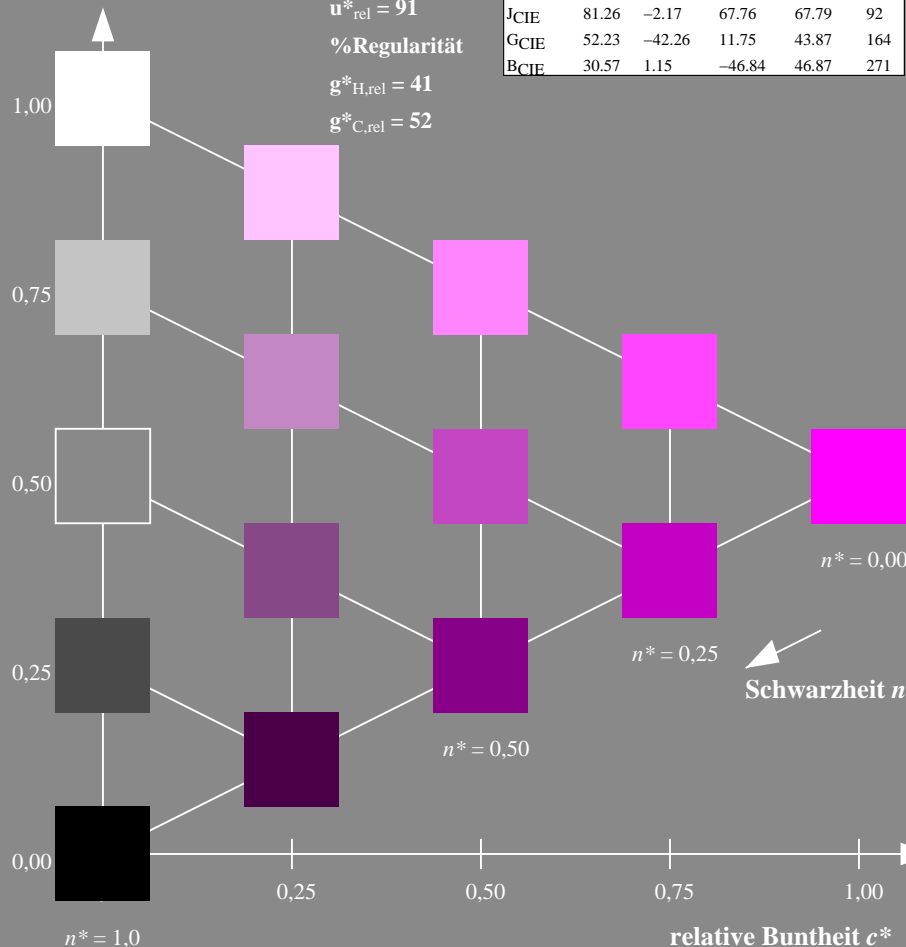 u*rel = 91
%Regularität
g*H,rel = 41
g*C,rel = 52
JCIE 81.26 −2.17 67.76 67.79 92
GCIE 52.23 −42.26 11.75 43.87 164
BCIE 30.57 1.15 −46.84 46.87 271
1,00
0,75
0,50
0,25
0,00
n* = 0,00
n* = 0,25
Schwarzheit n
n* = 0,50
0,25 0,50 0,75 1,00
n* = 1,0
relative Buntheit c*